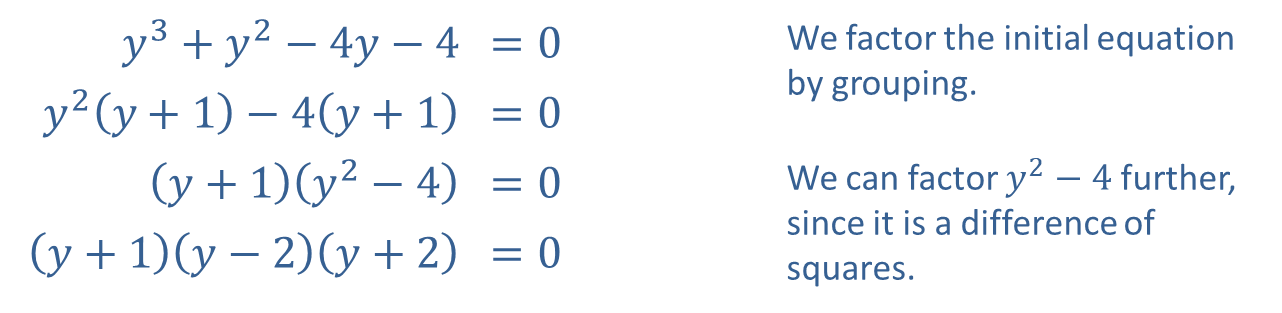 y³ + y² − 4y − 4 = 0
We factor the initial equation
by grouping.
y²(y + 1) − 4(y + 1) = 0
(y + 1)(y² − 4) = 0
We can factor y² − 4 further,
since it is a difference of
squares.
(y + 1)(y − 2)(y + 2) = 0